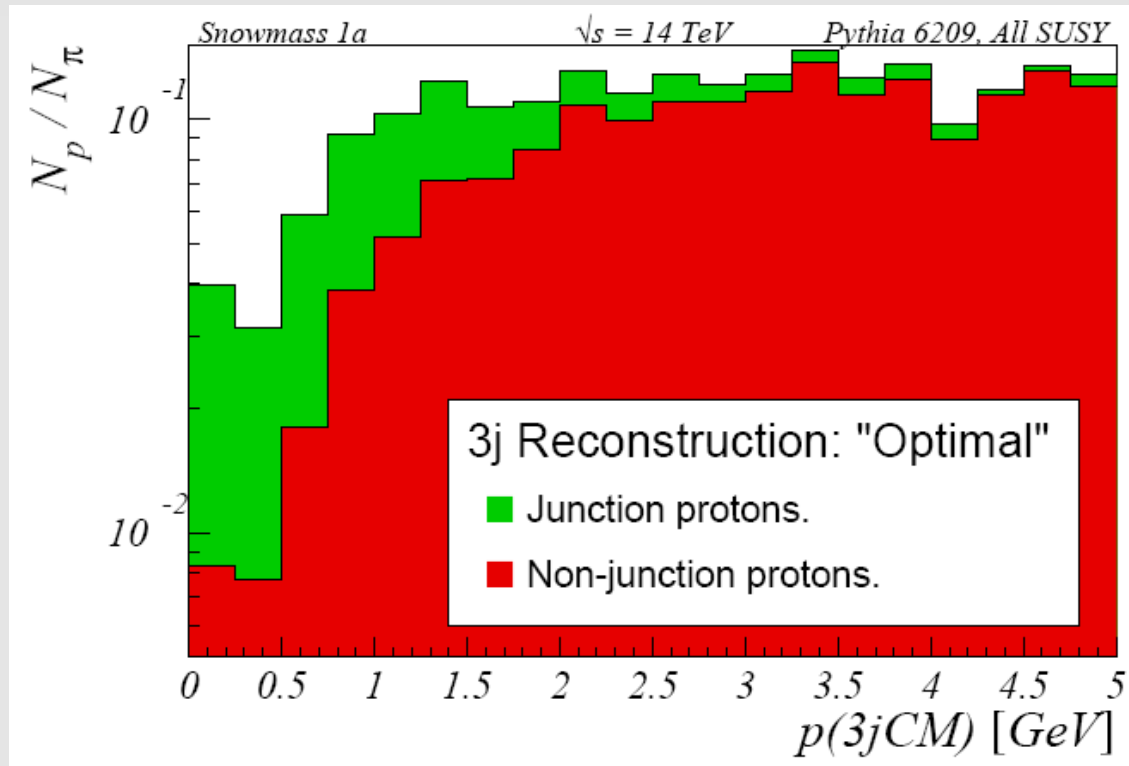 Snowmass 1a √s = 14 TeV Pythia 6209, All SUSY
N_p / N_π
10^-1
10^-2
3j Reconstruction: "Optimal"
Junction protons.
Non-junction protons.
0 0.5 1 1.5 2 2.5 3 3.5 4 4.5 5
p(3jCM) [GeV]